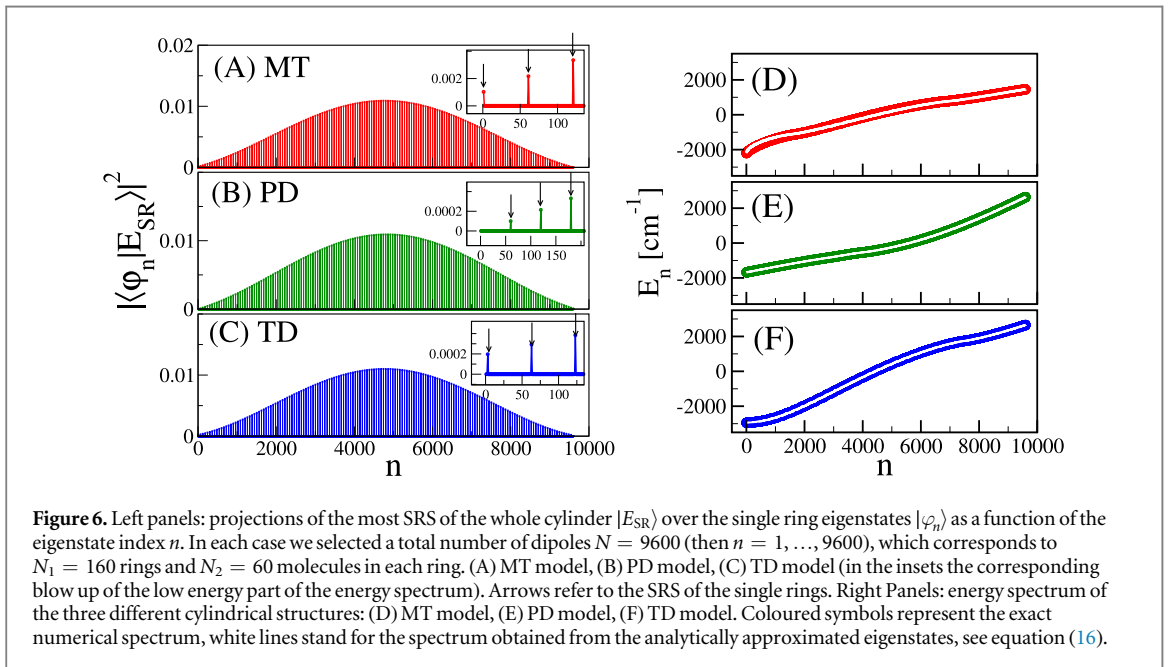 0.02
(A) MT
0.002
0
0 50 100
0.01
0
(B) PD
0.0002
0
0 50 100 150
0.01
0
(C) TD
0.0002
0
0 50 100
0.01
0
0 2000 4000 6000 8000 10000
n
|⟨φn|ESR⟩|²
(D)
2000
0
-2000
(E)
2000
0
-2000
(F)
2000
0
-2000
0 2000 4000 6000 8000 10000
n
En [cm-1]
Figure 6. Left panels: projections of the most SRS of the whole cylinder |ESR⟩ over the single ring eigenstates |φn⟩ as a function of the
eigenstate index n. In each case we selected a total number of dipoles N = 9600 (then n = 1, …, 9600), which corresponds to
N1 = 160 rings and N2 = 60 molecules in each ring. (A) MT model, (B) PD model, (C) TD model (in the insets the corresponding
blow up of the low energy part of the energy spectrum). Arrows refer to the SRS of the single rings. Right Panels: energy spectrum of
the three different cylindrical structures: (D) MT model, (E) PD model, (F) TD model. Coloured symbols represent the exact
numerical spectrum, white lines stand for the spectrum obtained from the analytically approximated eigenstates, see equation (16).